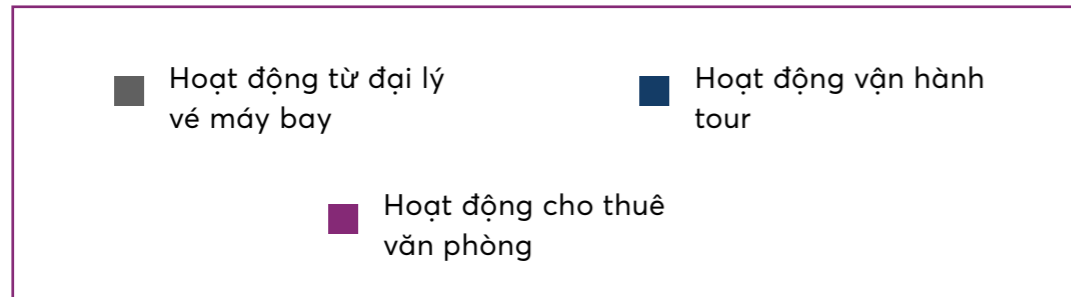 Hoạt động từ đại lý
vé máy bay
Hoạt động vận hành
tour
Hoạt động cho thuê
văn phòng